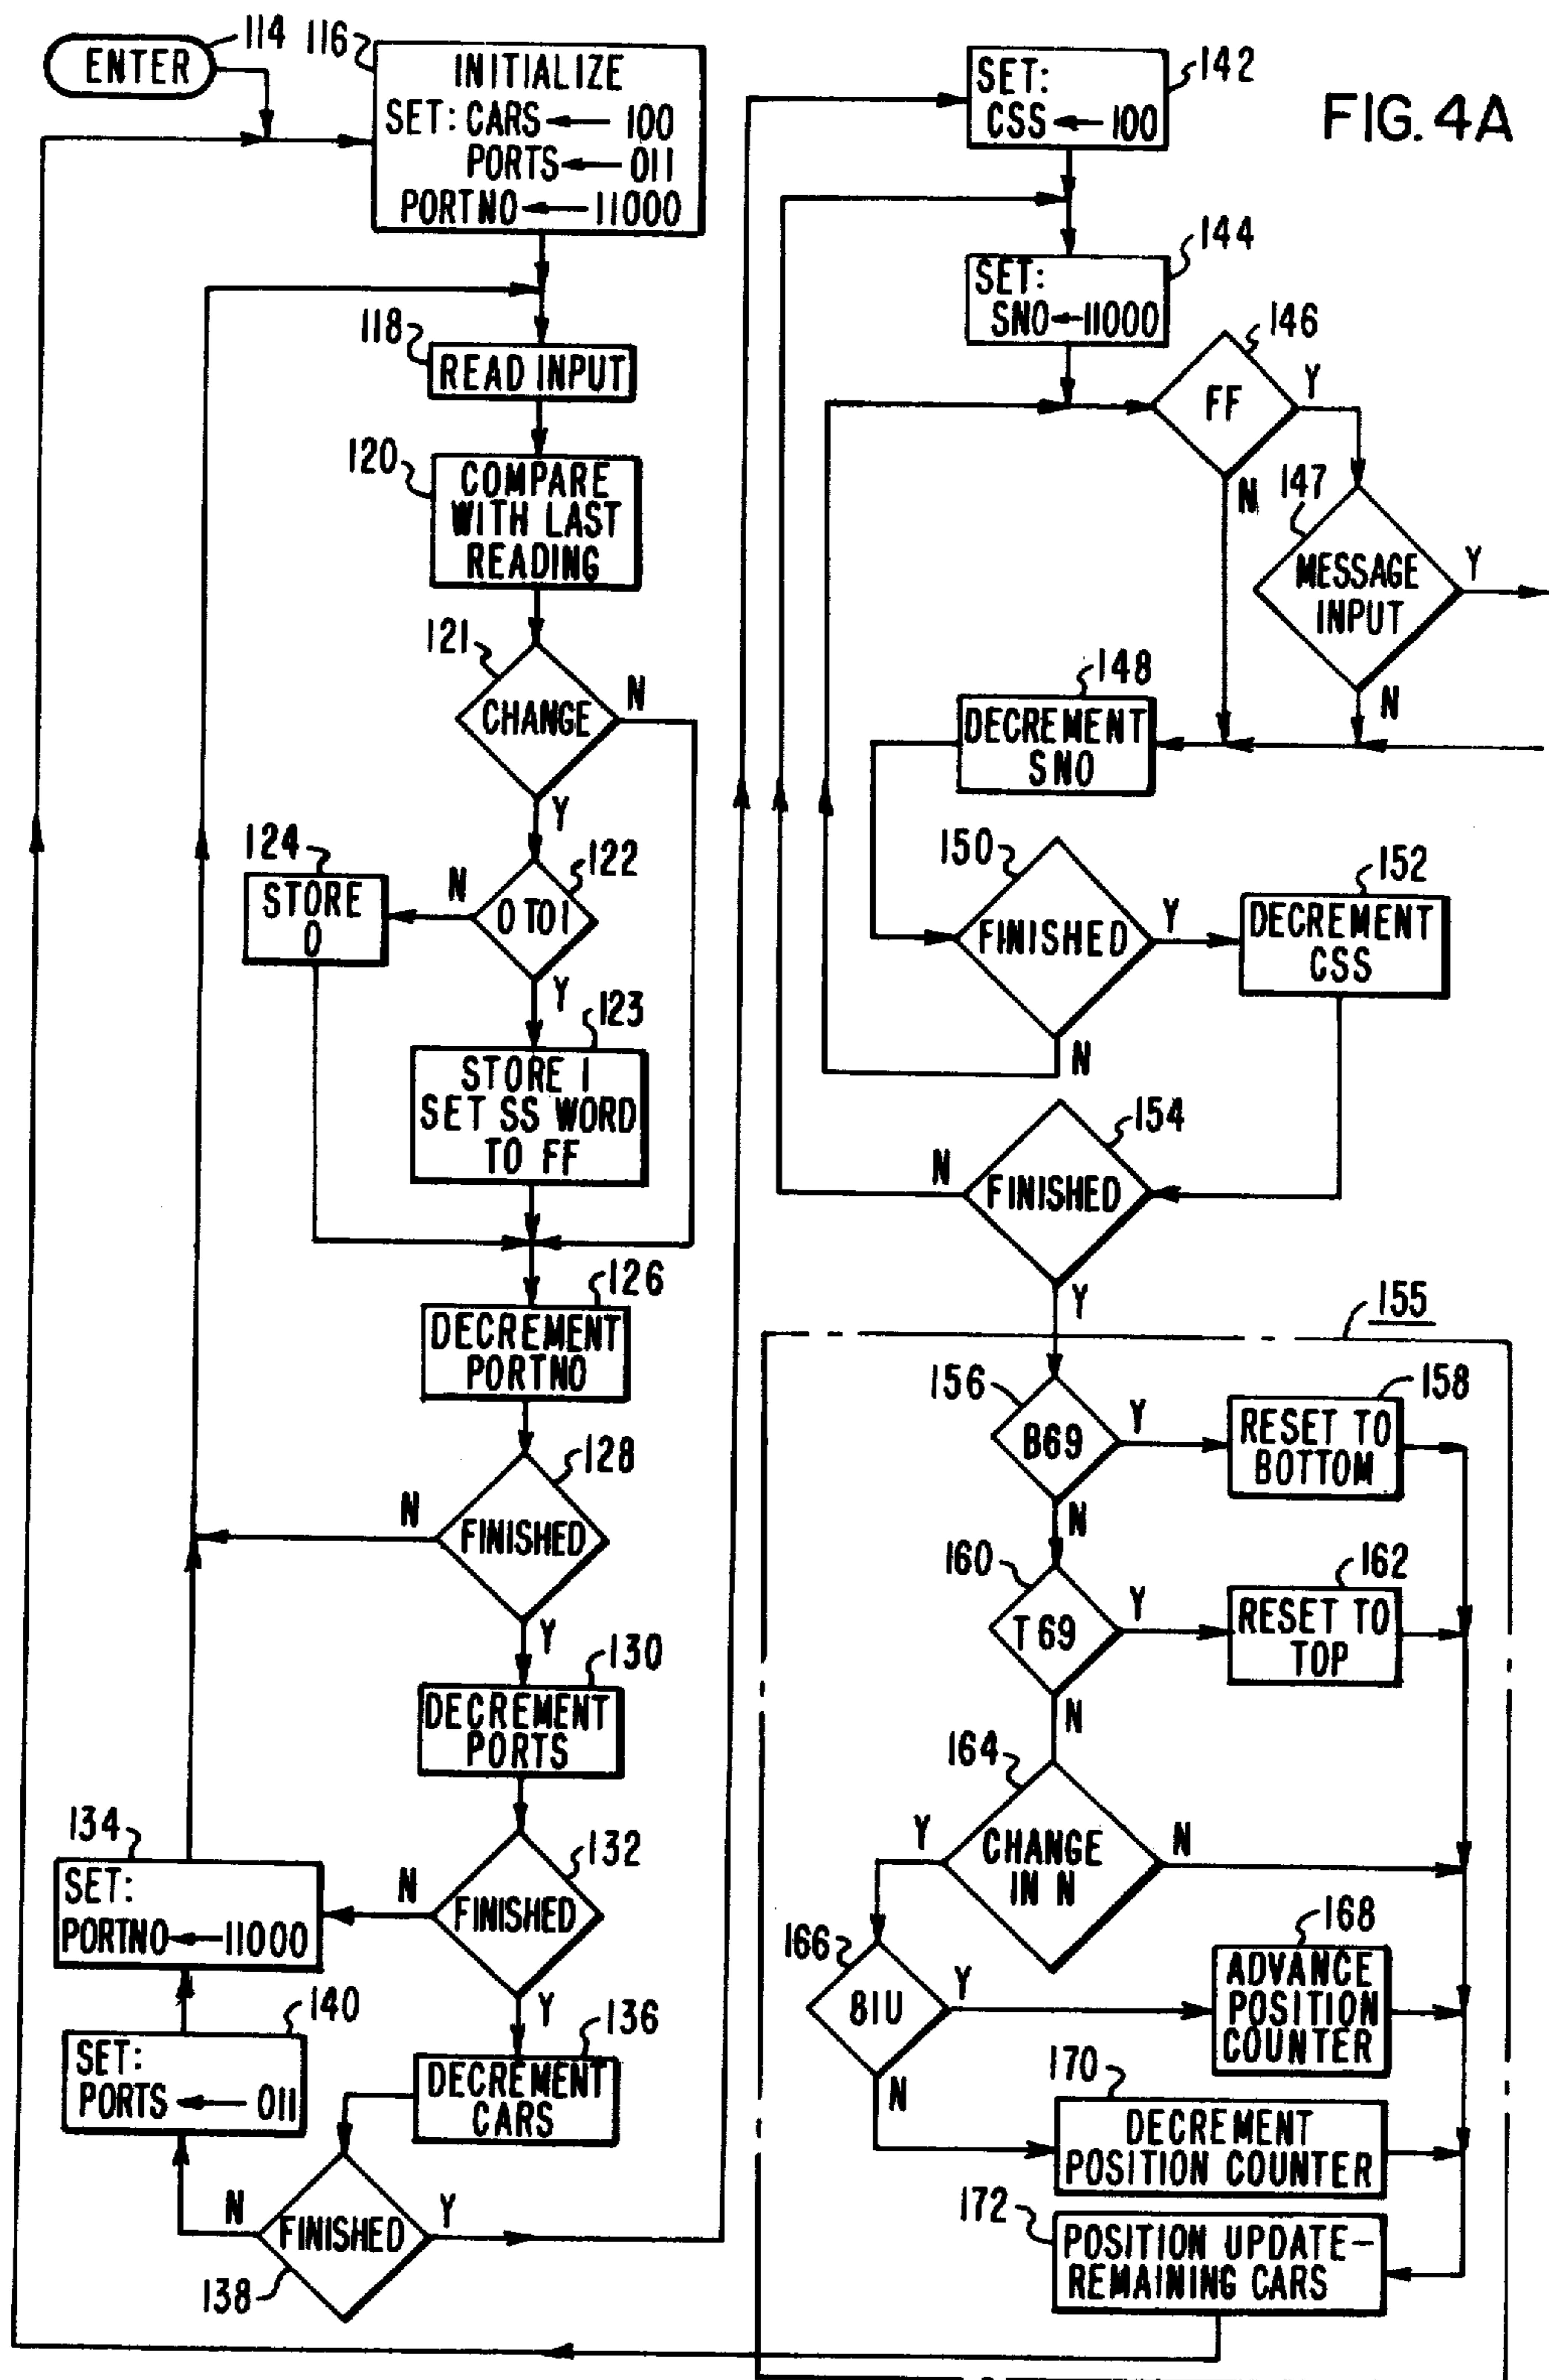 FIG. 4A
ENTER
114
116
INITIALIZE
SET: CARS ← 100
PORTS ← 011
PORTNO ← 11000
118
READ INPUT
120
COMPARE
WITH LAST
READING
121
CHANGE
N
Y
122
0 TO 1
N
Y
124
STORE
0
123
STORE 1
SET SS WORD
TO FF
126
DECREMENT
PORTNO
128
FINISHED
N
Y
130
DECREMENT
PORTS
132
FINISHED
N
Y
134
SET:
PORTNO ← 11000
136
DECREMENT
CARS
140
SET:
PORTS ← 011
138
FINISHED
N
Y
142
SET:
CSS ← 100
144
SET:
SNO ← 11000
146
FF
Y
N
147
MESSAGE
INPUT
Y
N
148
DECREMENT
SNO
150
FINISHED
Y
N
152
DECREMENT
CSS
154
FINISHED
N
Y
155
156
B69
Y
N
158
RESET TO
BOTTOM
160
T69
Y
N
162
RESET TO
TOP
164
CHANGE
IN N
Y
N
166
81U
Y
N
168
ADVANCE
POSITION
COUNTER
170
DECREMENT
POSITION COUNTER
172
POSITION UPDATE-
REMAINING CARS